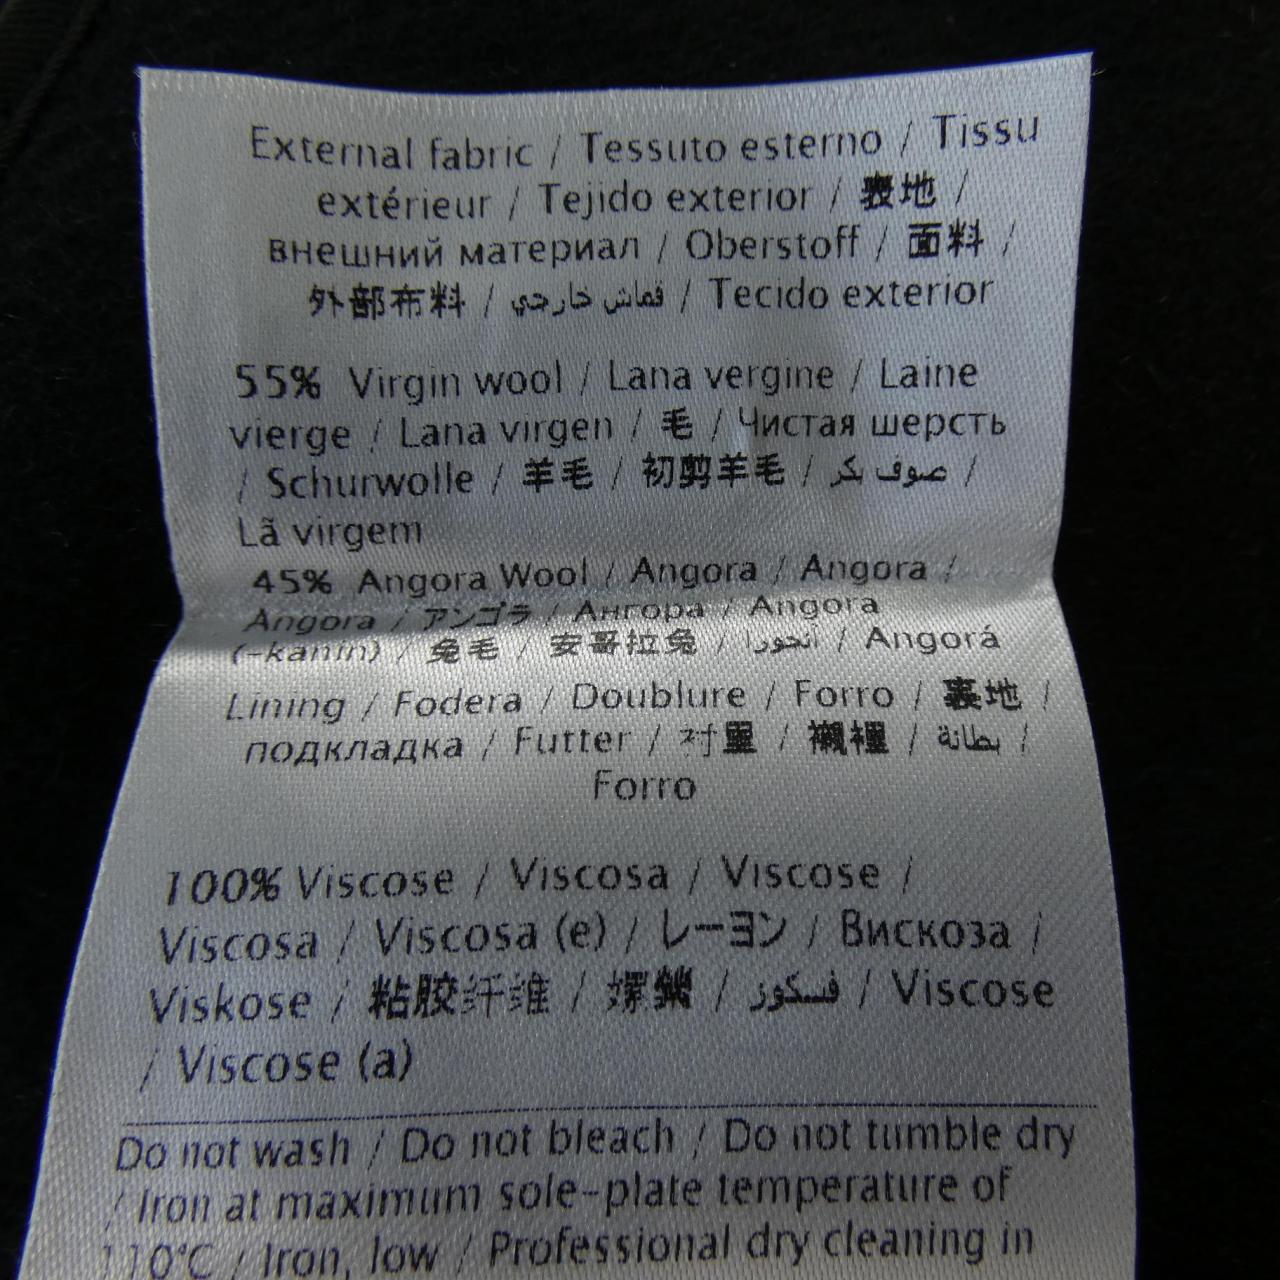 External fabric / Tessuto esterno / Tissu
extérieur / Tejido exterior / 表地 /
внешний материал / Oberstoff / 面料 /
外部布料 / قماش خارجي / Tecido exterior
55% Virgin wool / Lana vergine / Laine
vierge / Lana virgen / 毛 / Чистая шерсть
/ Schurwolle / 羊毛 / 初剪羊毛 / صوف بكر /
Lã virgem
45% Angora Wool / Angora / Angora /
Angora / アンゴラ / Ангора / Angora
(-kanin) / 兔毛 / 安哥拉兔 / انجورا / Angorá
Lining / Fodera / Doublure / Forro / 裏地 /
подкладка / Futter / 衬里 / 襯裡 / بطانة /
Forro
100% Viscose / Viscosa / Viscose /
Viscosa / Viscosa (e) / レーヨン / Вискоза /
Viskose / 粘胶纤维 / 嫘縈 / فسكوز / Viscose
/ Viscose (a)
Do not wash / Do not bleach / Do not tumble dry
/ Iron at maximum sole-plate temperature of
110°C / Iron, low / Professional dry cleaning in